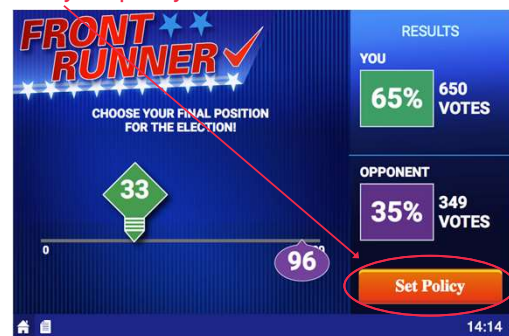 FRONT
RUNNER
CHOOSE YOUR FINAL POSITION
FOR THE ELECTION!
33
0
96
RESULTS
YOU
65%
650
VOTES
OPPONENT
35%
349
VOTES
Set Policy
14:14